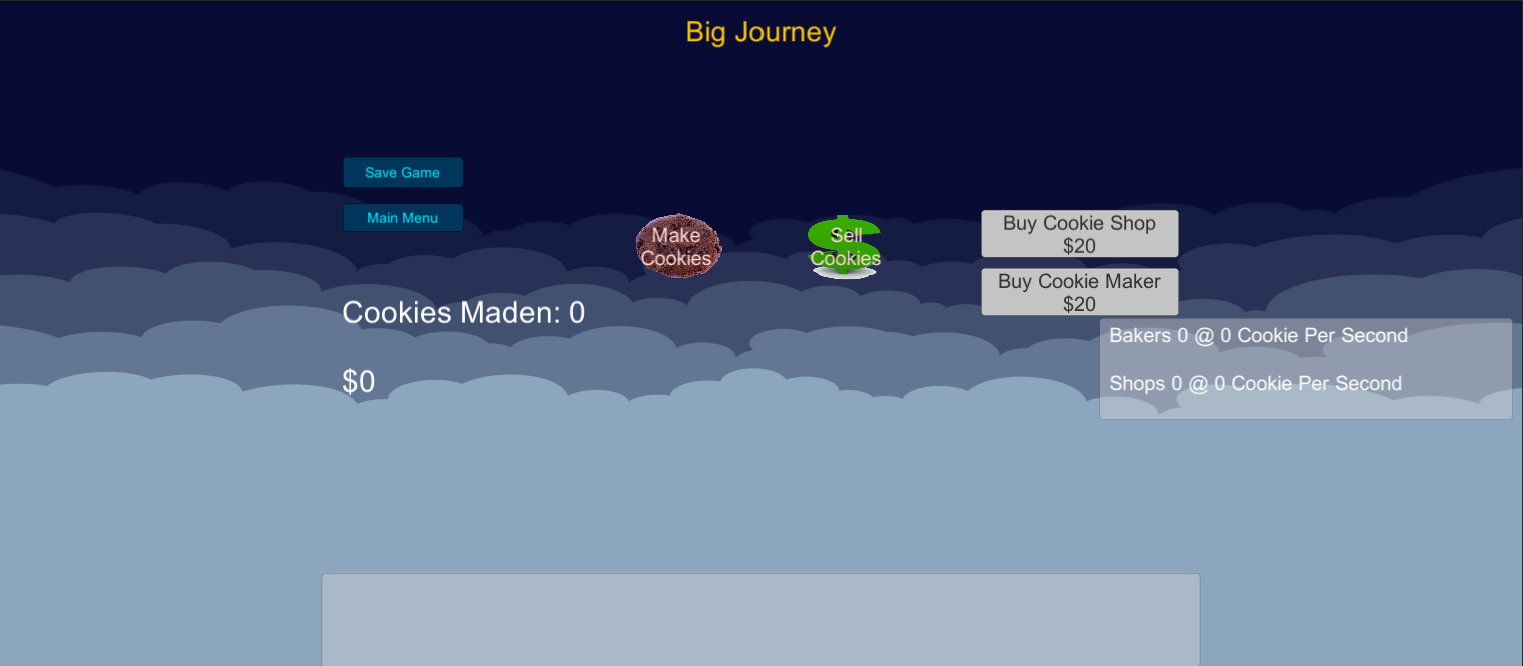 Big Journey
Save Game
Main Menu
Make
Cookies
Sell
Cookies
Buy Cookie Shop
$20
Buy Cookie Maker
$20
Cookies Maden: 0
$0
Bakers 0 @ 0 Cookie Per Second
Shops 0 @ 0 Cookie Per Second